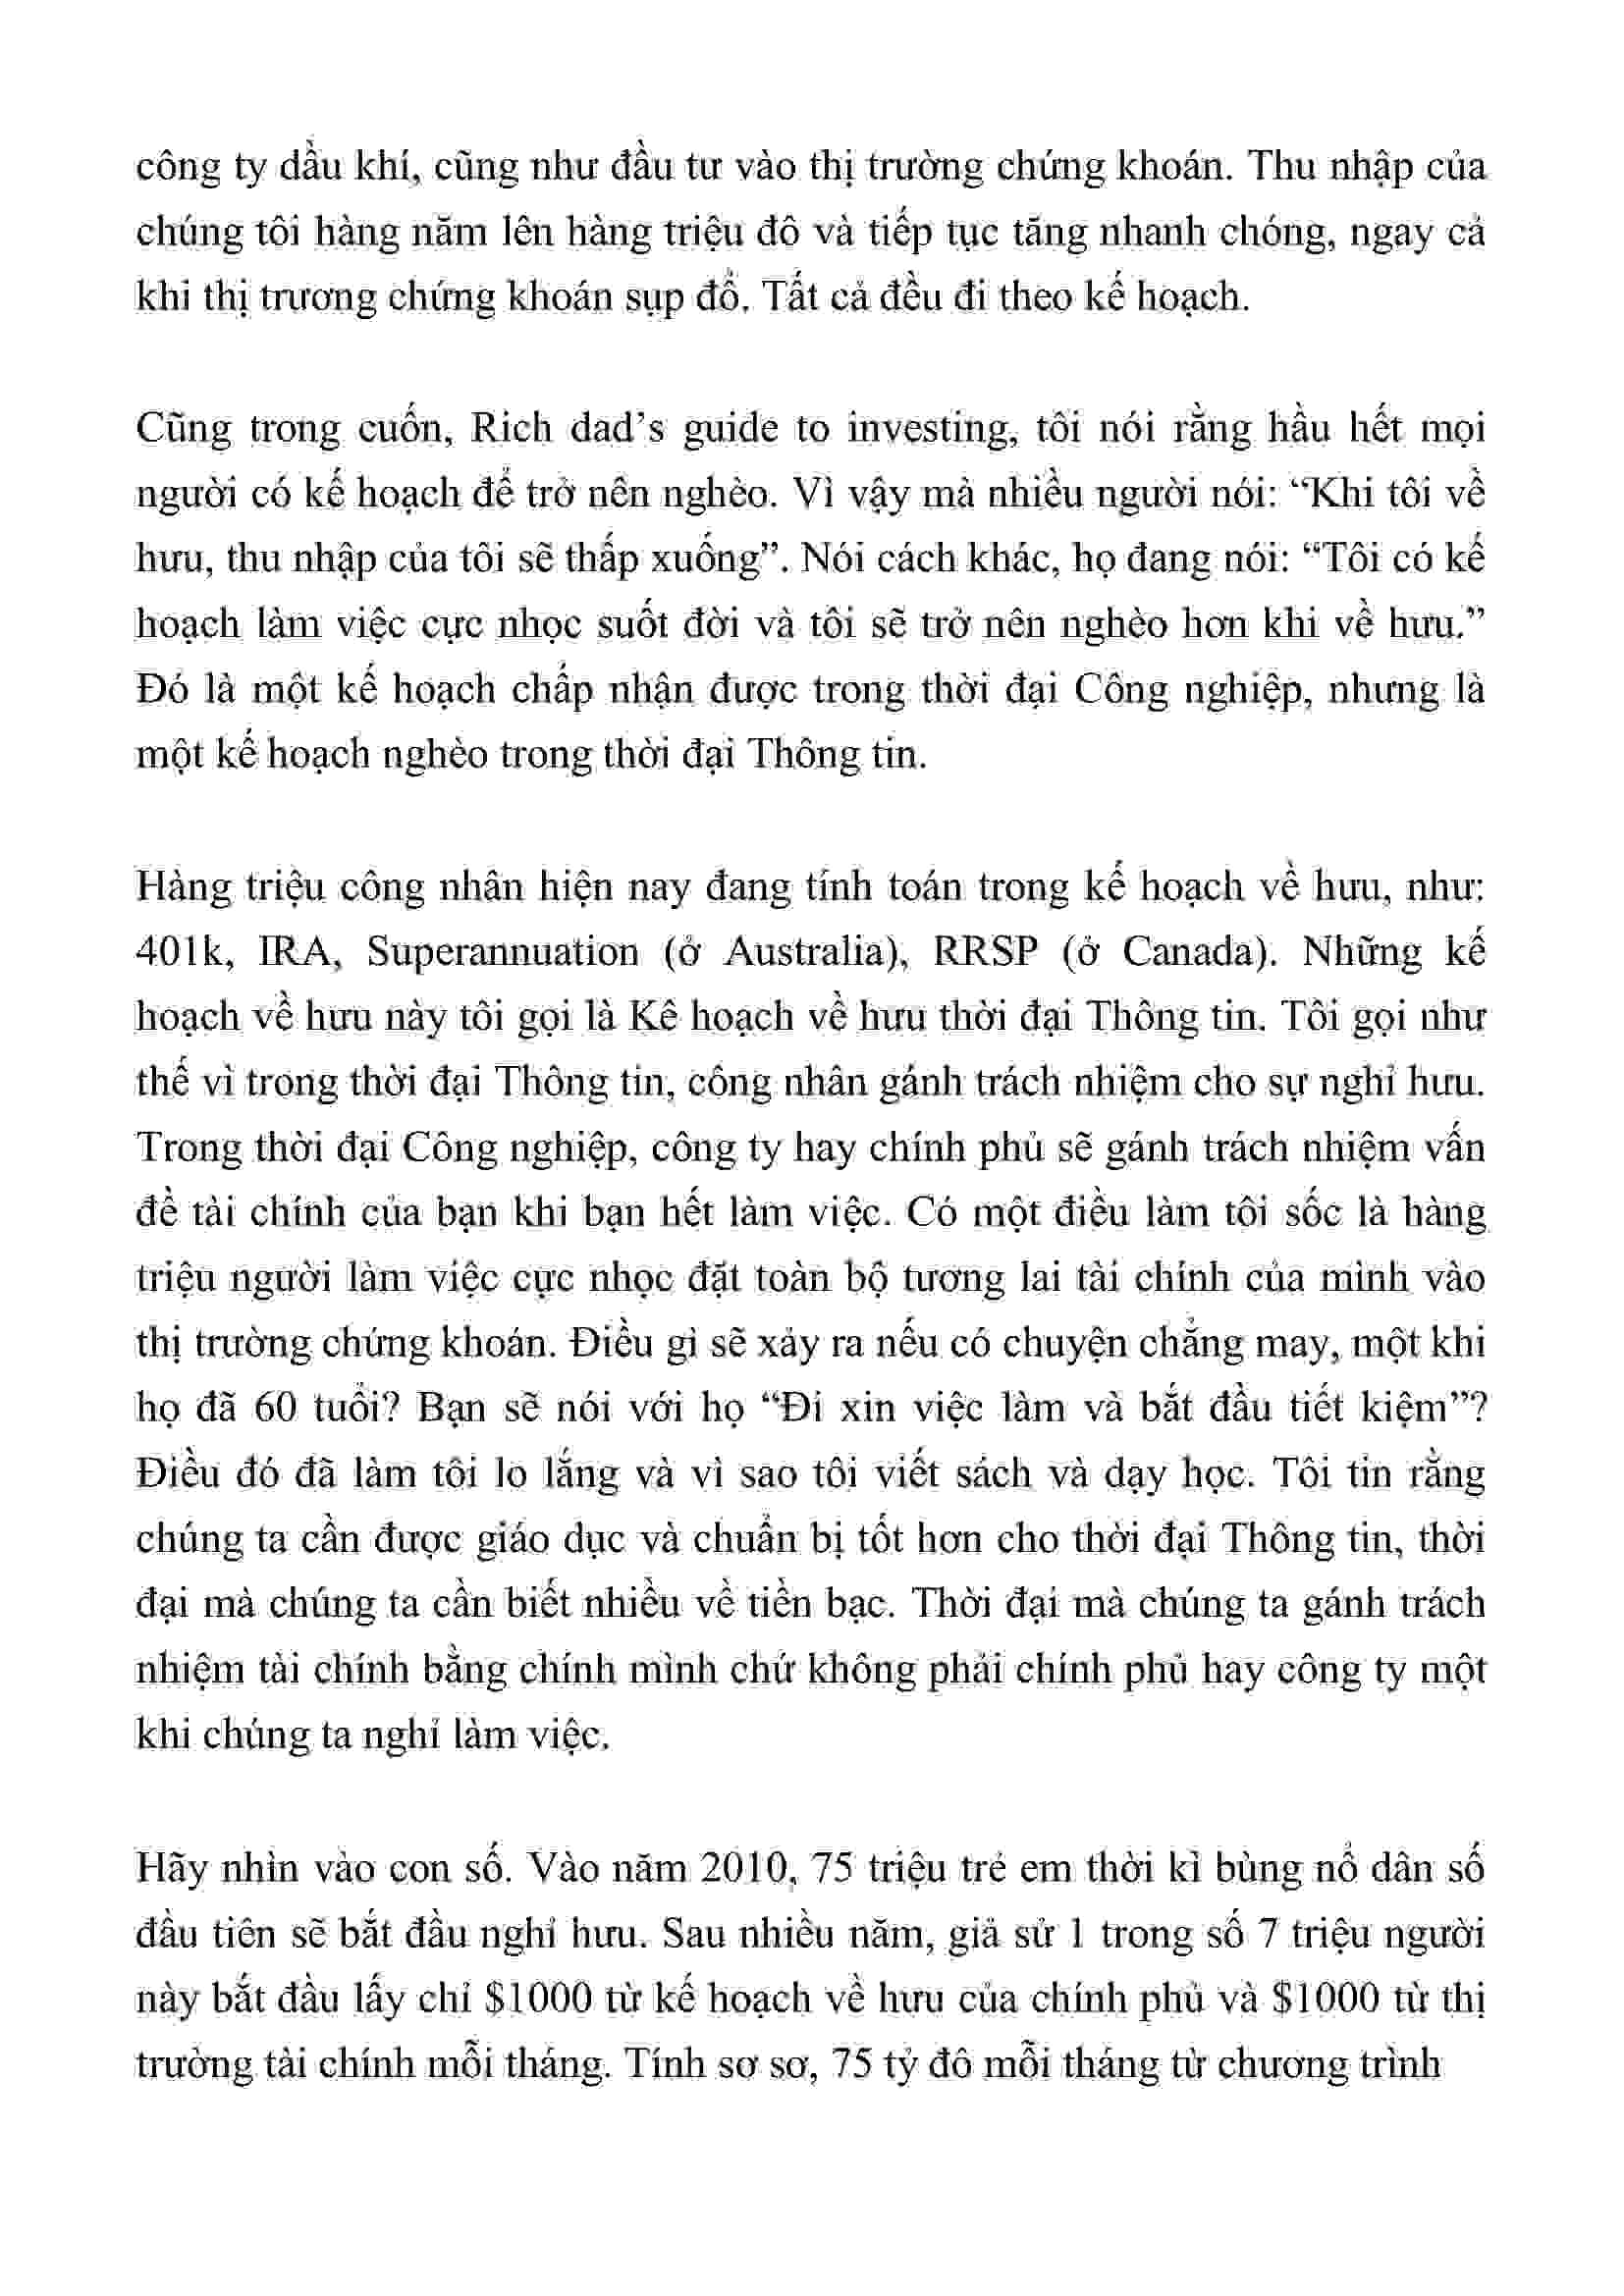 công ty dầu khí, cũng như đầu tư vào thị trường chứng khoán. Thu nhập của
chúng tôi hàng năm lên hàng triệu đô và tiếp tục tăng nhanh chóng, ngay cả
khi thị trương chứng khoán sụp đổ. Tất cả đều đi theo kế hoạch.
Cũng trong cuốn, Rich dad’s guide to investing, tôi nói rằng hầu hết mọi
người có kế hoạch để trở nên nghèo. Vì vậy mà nhiều người nói: “Khi tôi về
hưu, thu nhập của tôi sẽ thấp xuống”. Nói cách khác, họ đang nói: “Tôi có kế
hoạch làm việc cực nhọc suốt đời và tôi sẽ trở nên nghèo hơn khi về hưu.”
Đó là một kế hoạch chấp nhận được trong thời đại Công nghiệp, nhưng là
một kế hoạch nghèo trong thời đại Thông tin.
Hàng triệu công nhân hiện nay đang tính toán trong kế hoạch về hưu, như:
401k, IRA, Superannuation (ở Australia), RRSP (ở Canada). Những kế
hoạch về hưu này tôi gọi là Kê hoạch về hưu thời đại Thông tin. Tôi gọi như
thế vì trong thời đại Thông tin, công nhân gánh trách nhiệm cho sự nghỉ hưu.
Trong thời đại Công nghiệp, công ty hay chính phủ sẽ gánh trách nhiệm vấn
đề tài chính của bạn khi bạn hết làm việc. Có một điều làm tôi sốc là hàng
triệu người làm việc cực nhọc đặt toàn bộ tương lai tài chính của mình vào
thị trường chứng khoán. Điều gì sẽ xảy ra nếu có chuyện chẳng may, một khi
họ đã 60 tuổi? Bạn sẽ nói với họ “Đi xin việc làm và bắt đầu tiết kiệm”?
Điều đó đã làm tôi lo lắng và vì sao tôi viết sách và dạy học. Tôi tin rằng
chúng ta cần được giáo dục và chuẩn bị tốt hơn cho thời đại Thông tin, thời
đại mà chúng ta cần biết nhiều về tiền bạc. Thời đại mà chúng ta gánh trách
nhiệm tài chính bằng chính mình chứ không phải chính phủ hay công ty một
khi chúng ta nghỉ làm việc.
Hãy nhìn vào con số. Vào năm 2010, 75 triệu trẻ em thời kì bùng nổ dân số
đầu tiên sẽ bắt đầu nghỉ hưu. Sau nhiều năm, giả sử 1 trong số 7 triệu người
này bắt đầu lấy chỉ $1000 từ kế hoạch về hưu của chính phủ và $1000 từ thị
trường tài chính mỗi tháng. Tính sơ sơ, 75 tỷ đô mỗi tháng từ chương trình